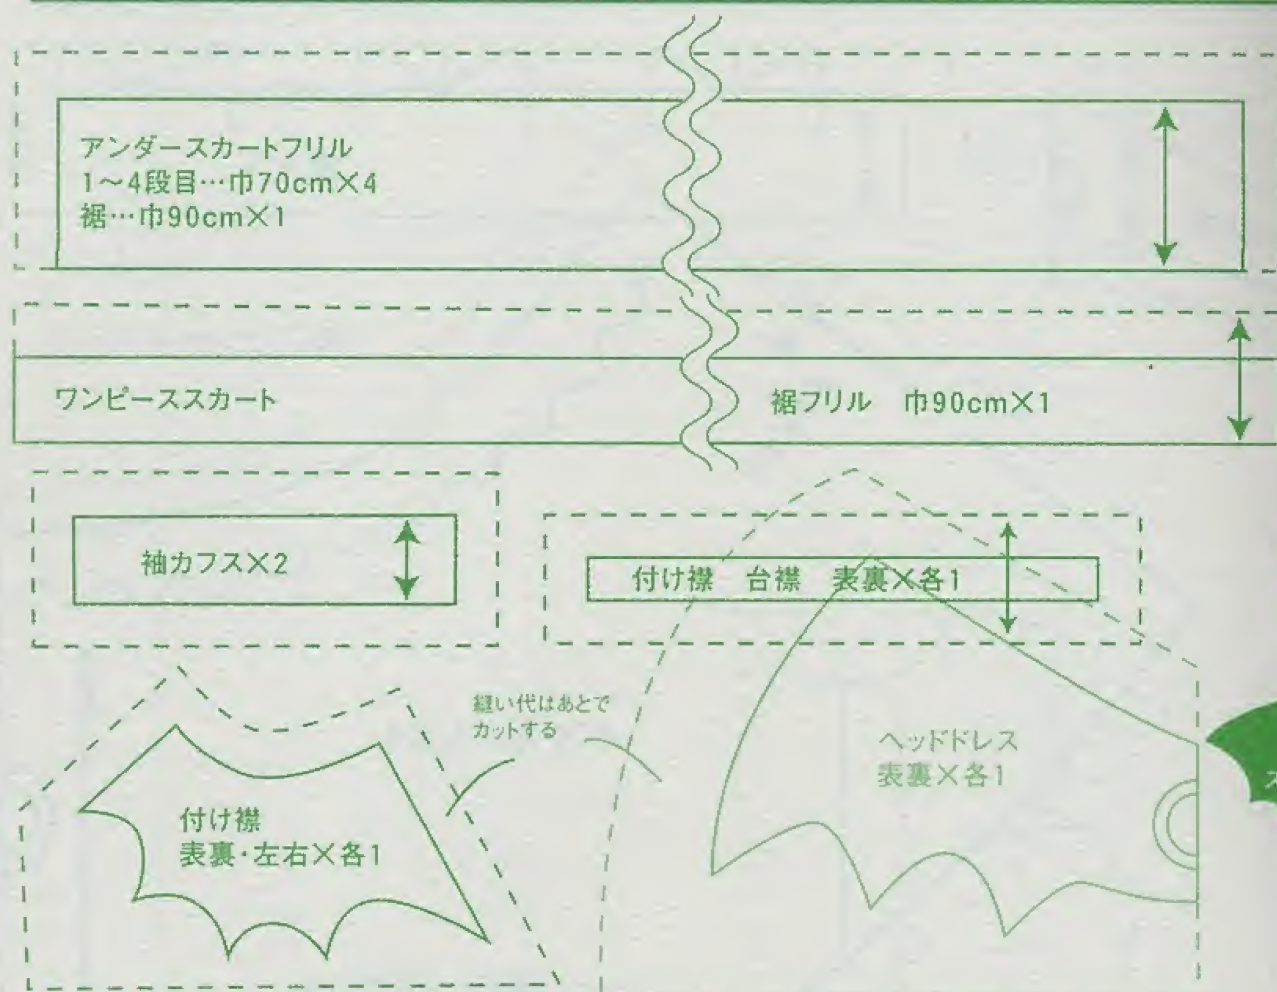 アンダースカートフリル
1〜4段目…巾70cm×4
裾…巾90cm×1
ワンピーススカート
裾フリル 巾90cm×1
袖カフス×2
付け襟 台襟 表裏×各1
縫い代はあとで
カットする
ヘッドドレス
表裏×各1
付け襟
表裏・左右×各1